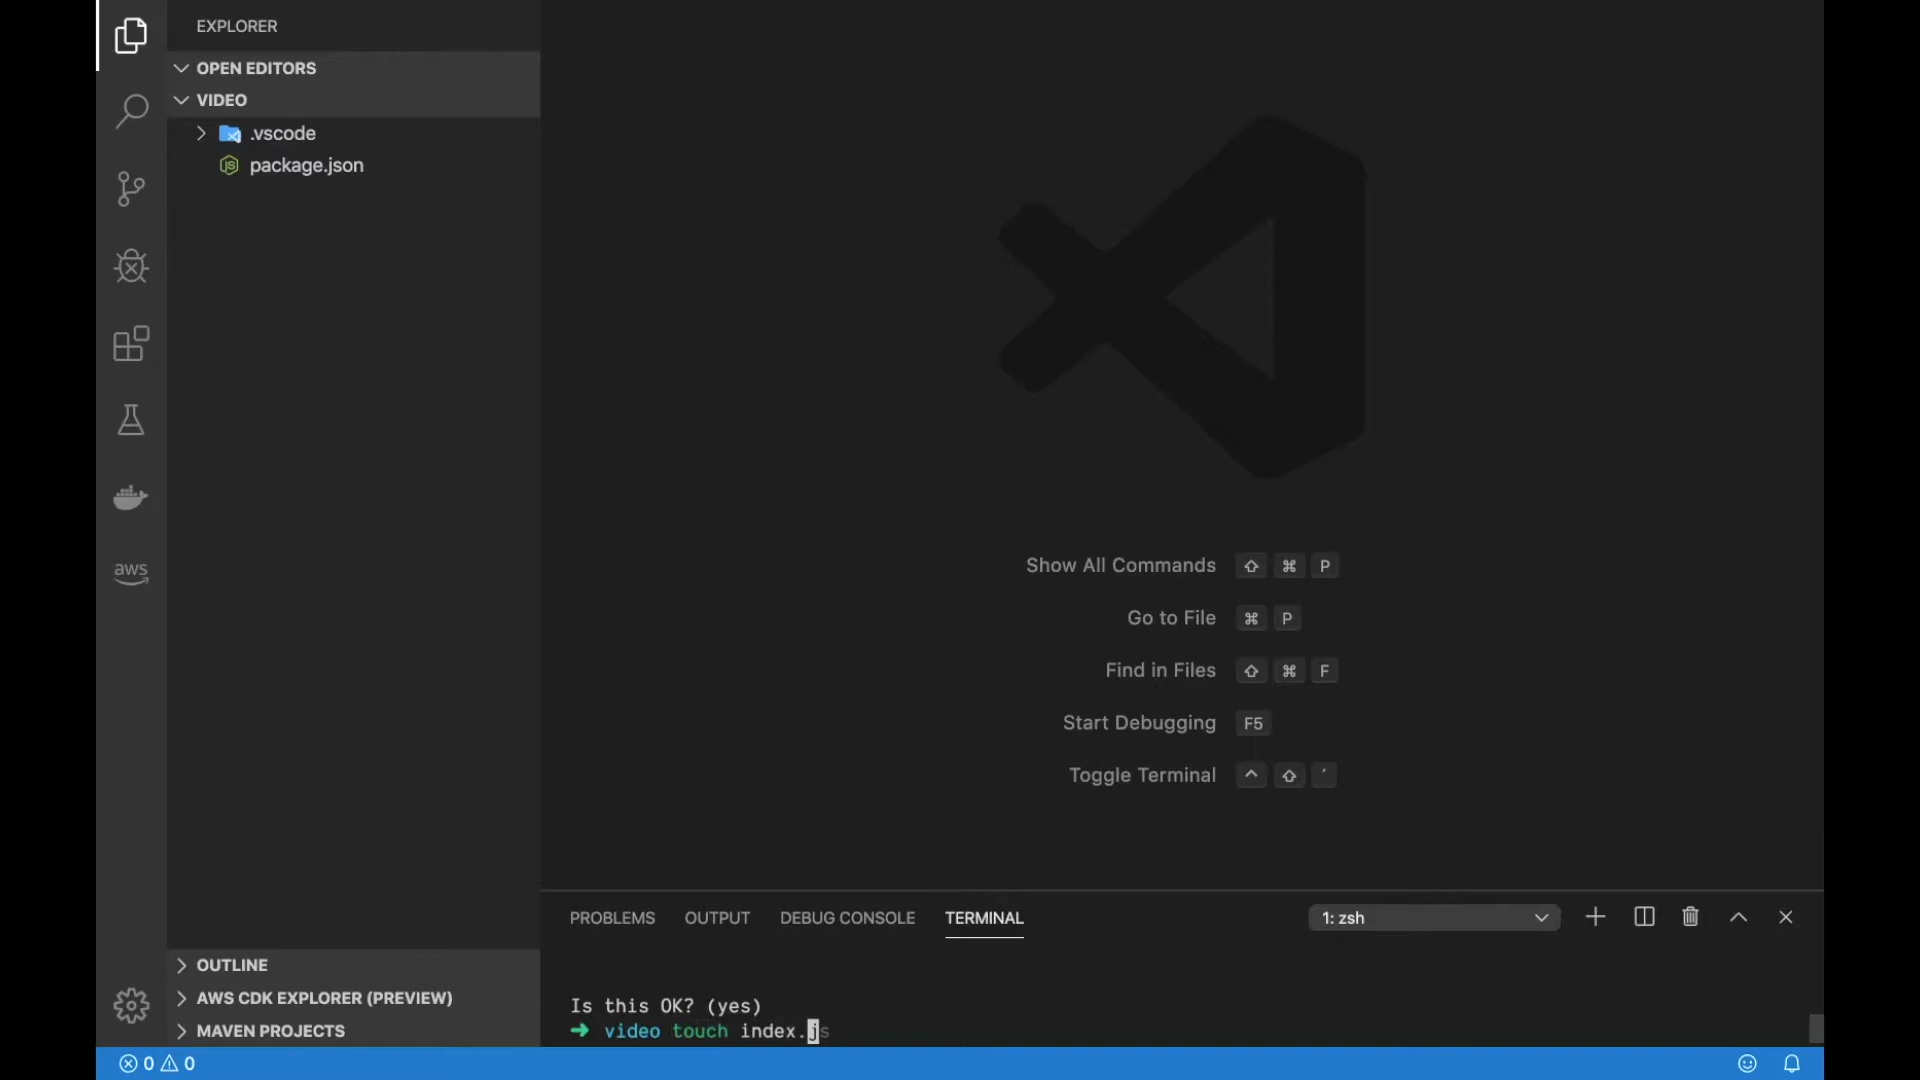 EXPLORER
OPEN EDITORS
VIDEO
.vscode
package.json
aws
Show All Commands ⇧ ⌘ P
Go to File ⌘ P
Find in Files ⇧ ⌘ F
Start Debugging F5
Toggle Terminal ^ ⇧ ´
PROBLEMS OUTPUT DEBUG CONSOLE TERMINAL 1: zsh
Is this OK? (yes)
➜ video touch index.js
OUTLINE
AWS CDK EXPLORER (PREVIEW)
MAVEN PROJECTS
0 0